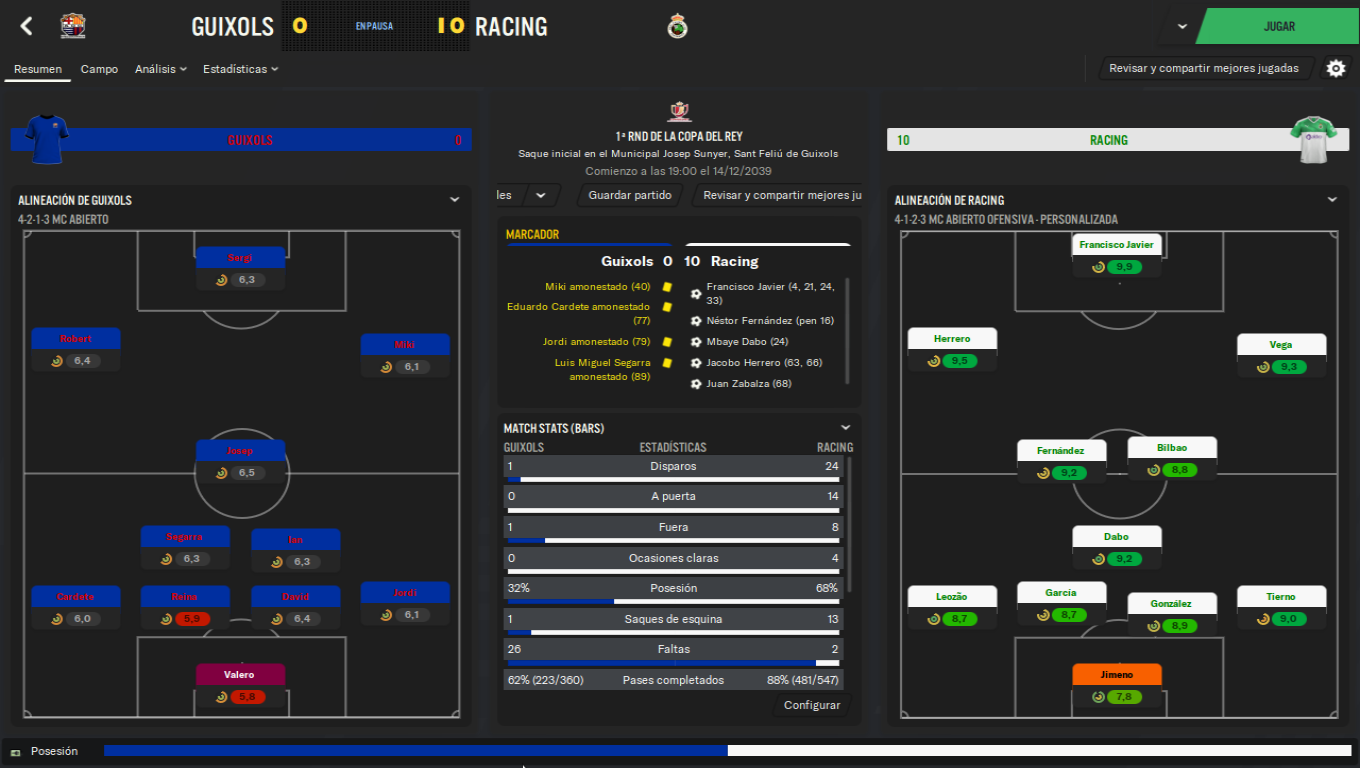 GUIXOLS 0 EN PAUSA 10 RACING
JUGAR
Resumen Campo Análisis Estadísticas
Revisar y compartir mejores jugadas
GUIXOLS 0
1ª RND DE LA COPA DEL REY
Saque inicial en el Municipal Josep Sunyer, Sant Feliú de Guixols
Comienzo a las 19:00 el 14/12/2039
les Guardar partido Revisar y compartir mejores ju
10 RACING
ALINEACIÓN DE GUIXOLS
4-2-1-3 MC ABIERTO
Sergi
6,3
Robert
6,4
Miki
6,1
Josep
6,5
Segarra
6,3
Ian
6,3
Cardete
6,0
Reina
5,9
David
6,4
Jordi
6,1
Valero
5,8
MARCADOR
Guixols 0 10 Racing
Miki amonestado (40)
Eduardo Cardete amonestado
(77)
Jordi amonestado (79)
Luis Miguel Segarra
amonestado (89)
Francisco Javier (4, 21, 24,
33)
Néstor Fernández (pen 16)
Mbaye Dabo (24)
Jacobo Herrero (63, 66)
Juan Zabalza (68)
MATCH STATS (BARS)
GUIXOLS ESTADÍSTICAS RACING
1 Disparos 24
0 A puerta 14
1 Fuera 8
0 Ocasiones claras 4
32% Posesión 68%
1 Saques de esquina 13
26 Faltas 2
62% (223/360) Pases completados 88% (481/547)
Configurar
ALINEACIÓN DE RACING
4-1-2-3 MC ABIERTO OFENSIVA - PERSONALIZADA
Francisco Javier
9,9
Herrero
9,5
Vega
9,3
Fernández
9,2
Bilbao
8,8
Dabo
9,2
Leozão
8,7
García
8,7
González
8,9
Tierno
9,0
Jimeno
7,8
Posesión